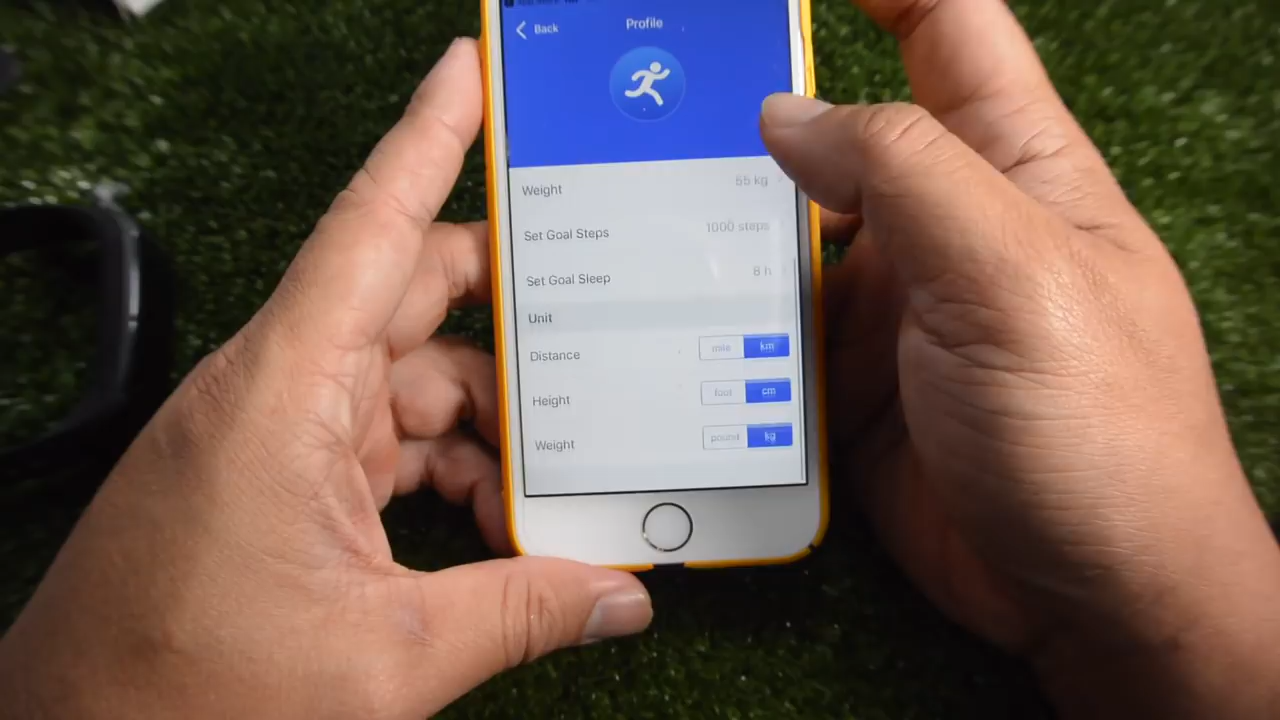 Back
Profile
Weight 55 kg
Set Goal Steps 1000 steps
Set Goal Sleep 8 h
Unit
Distance mile km
Height foot cm
Weight pound kg